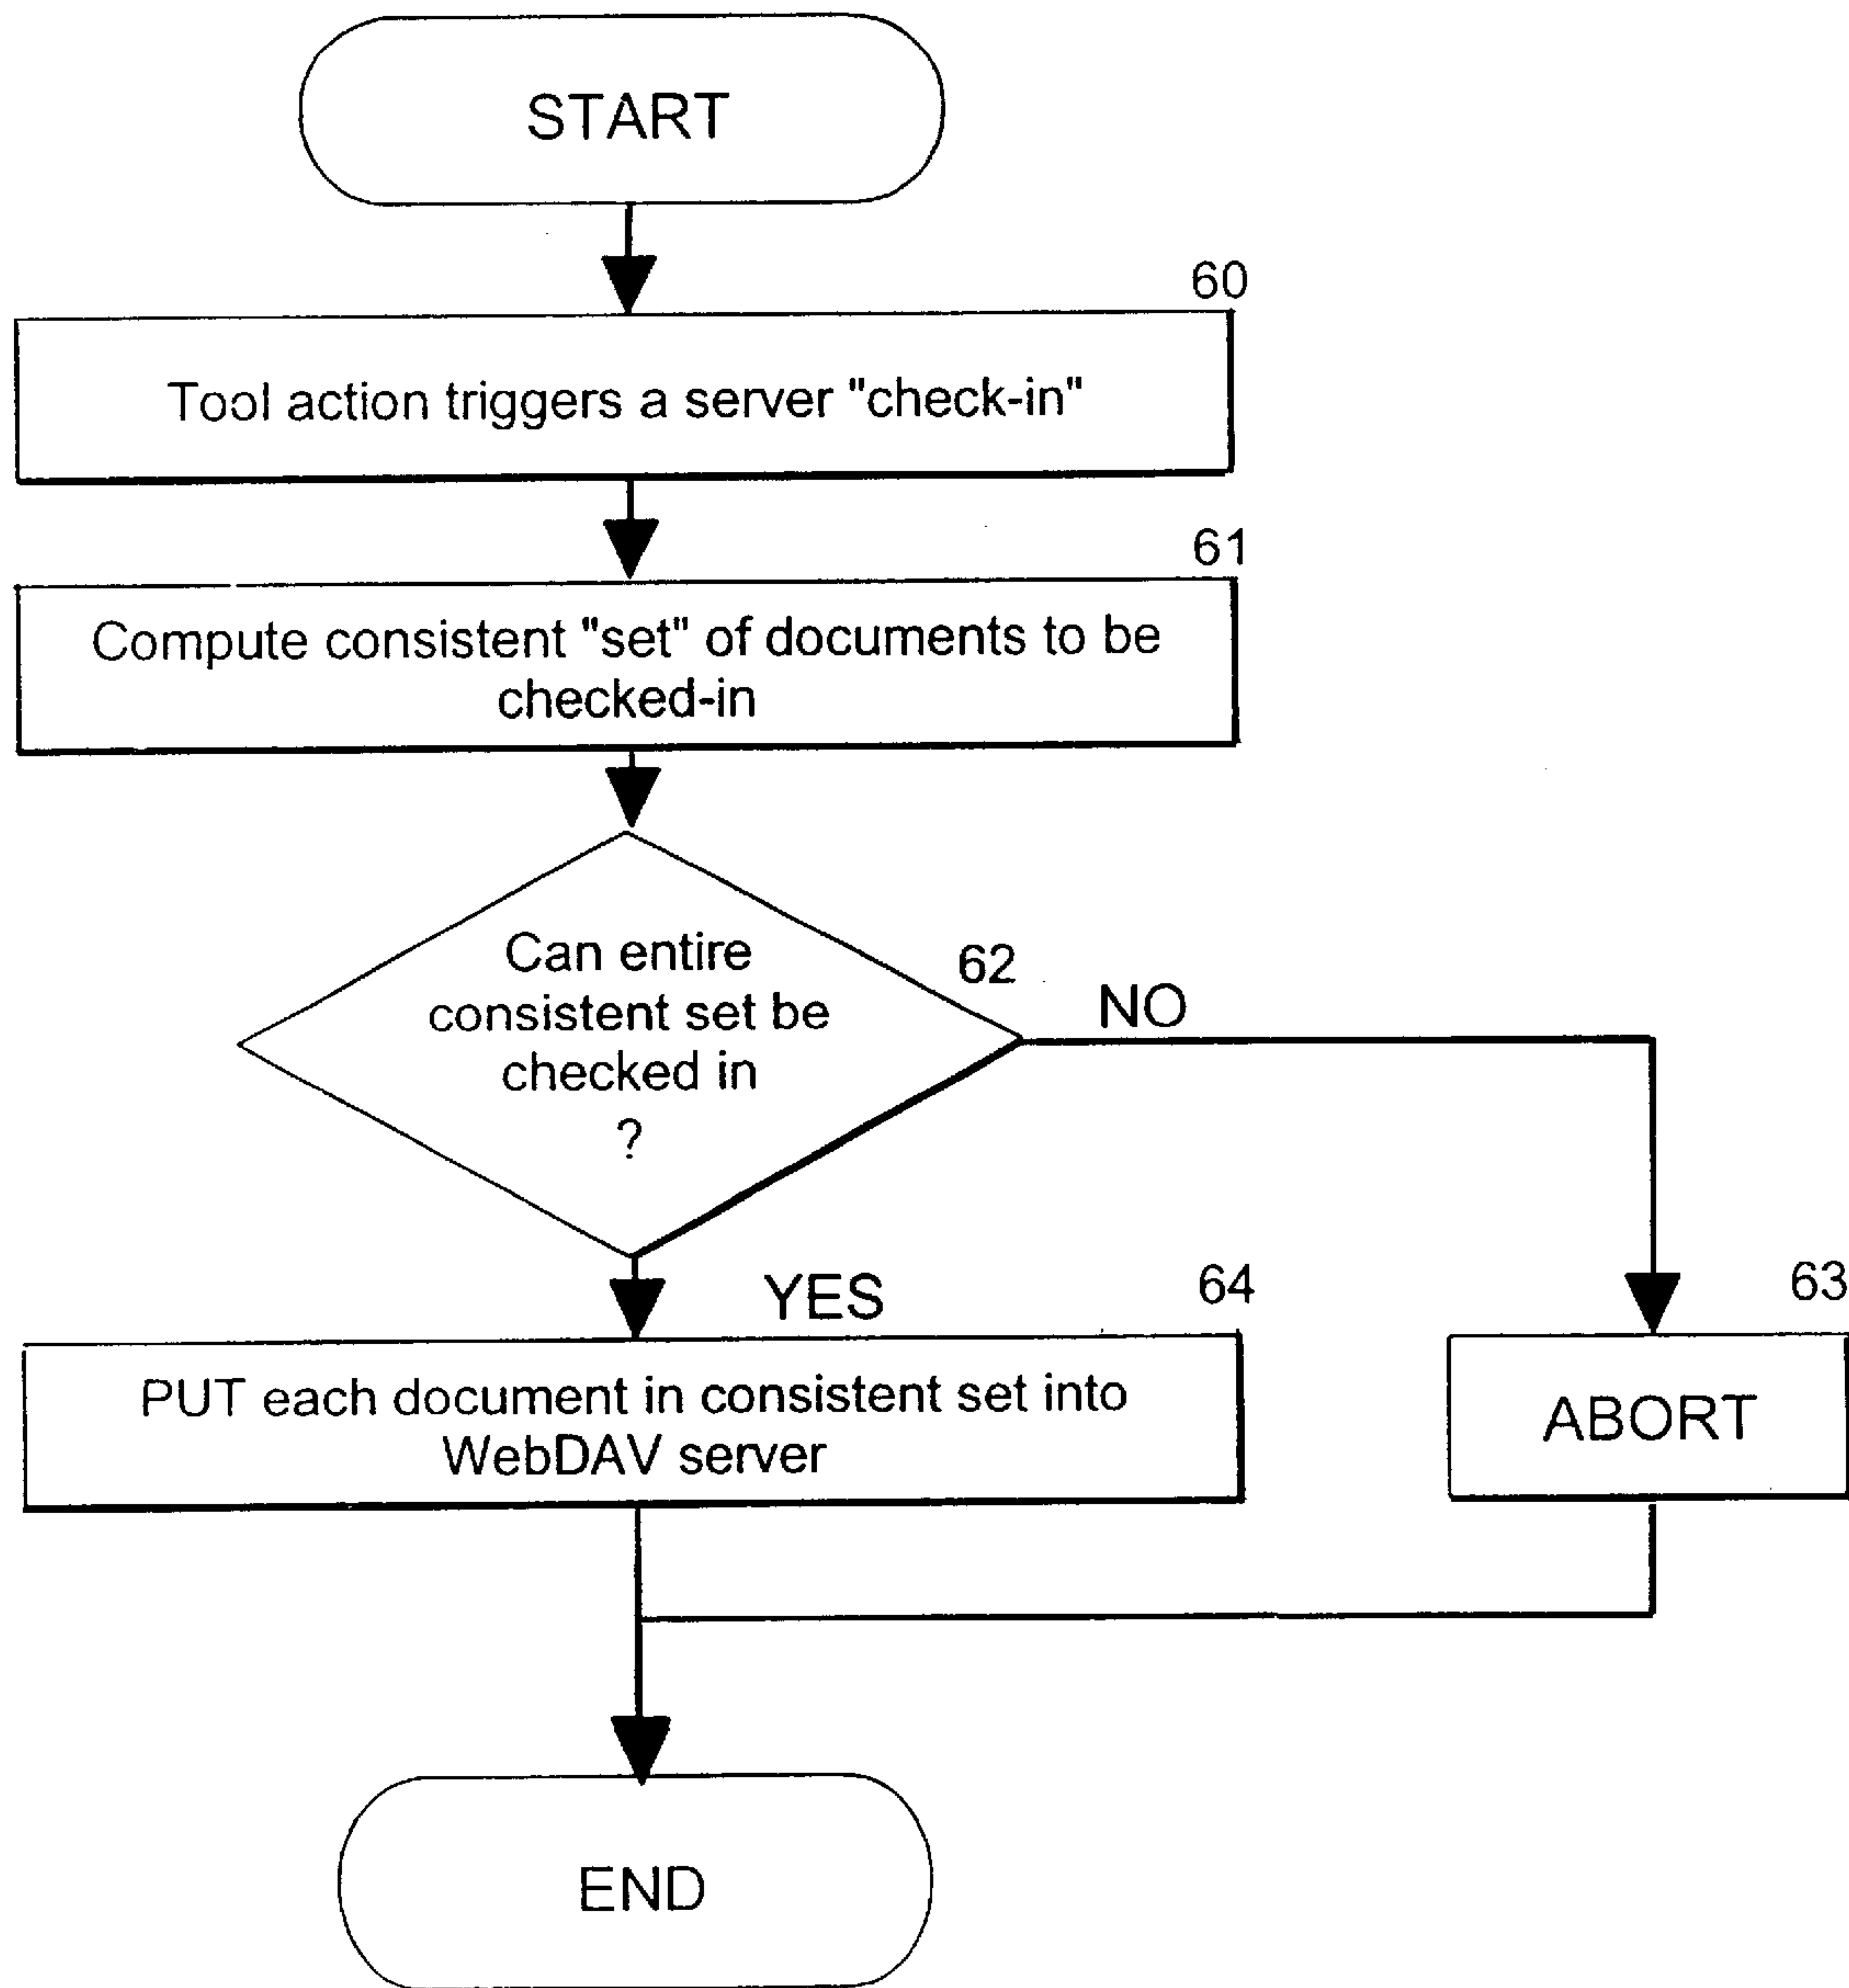 START
60
Tool action triggers a server "check-in"
61
Compute consistent "set" of documents to be
checked-in
Can entire
consistent set be
checked in
?
62
NO
YES
64
63
PUT each document in consistent set into
WebDAV server
ABORT
END